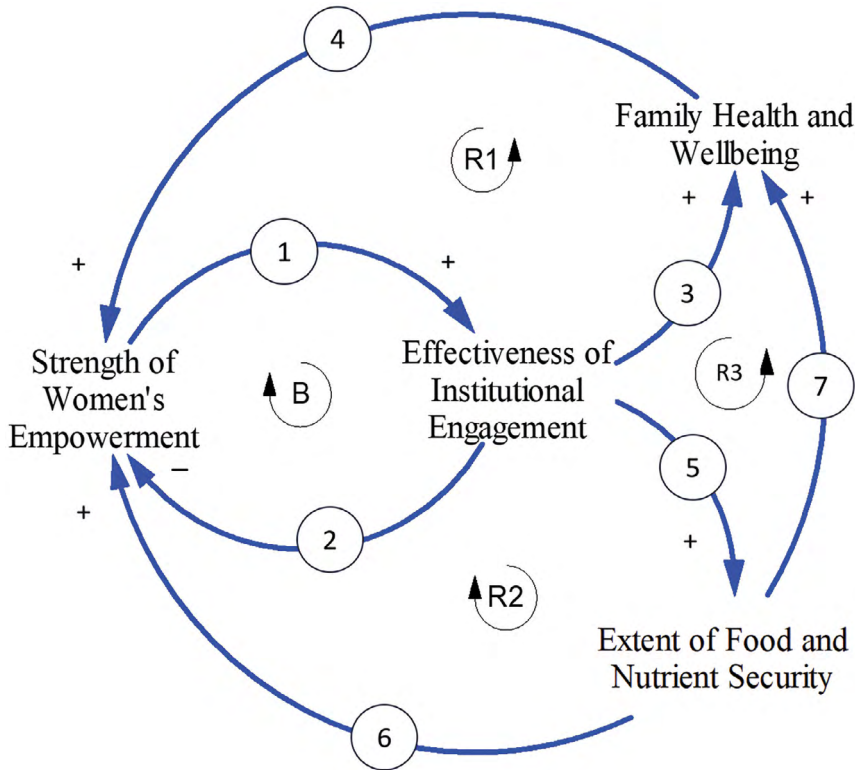 4
Family Health and
Wellbeing
R1
+
+
1
+
+
3
Strength of
Women's
Empowerment
Effectiveness of
Institutional
Engagement
B
R3
7
–
+
5
2
+
R2
Extent of Food and
Nutrient Security
6